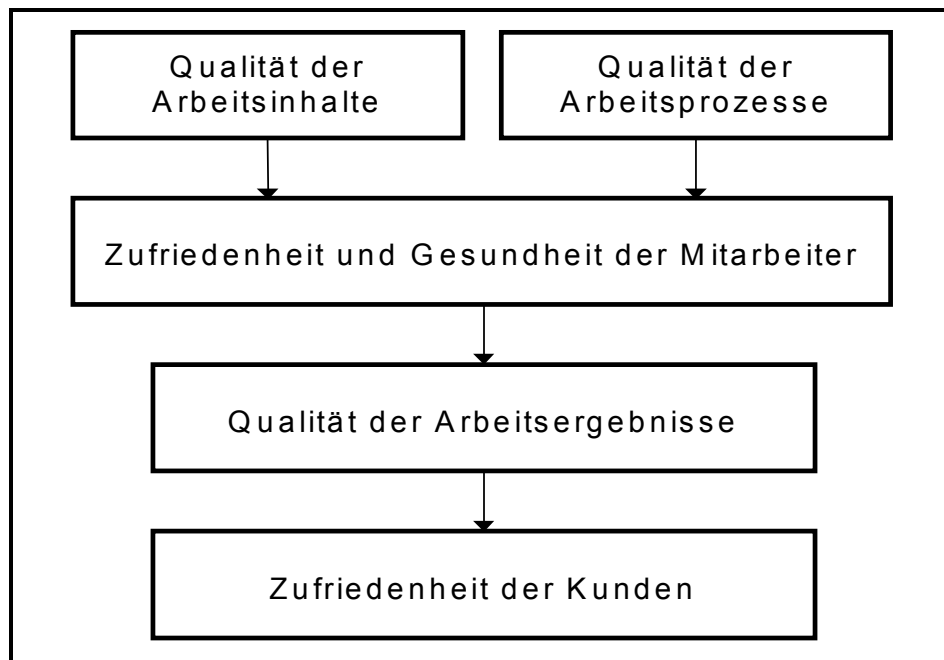 Qualität der
Arbeitsinhalte
Qualität der
Arbeitsprozesse
Zufriedenheit und Gesundheit der Mitarbeiter
Qualität der Arbeitsergebnisse
Zufriedenheit der Kunden